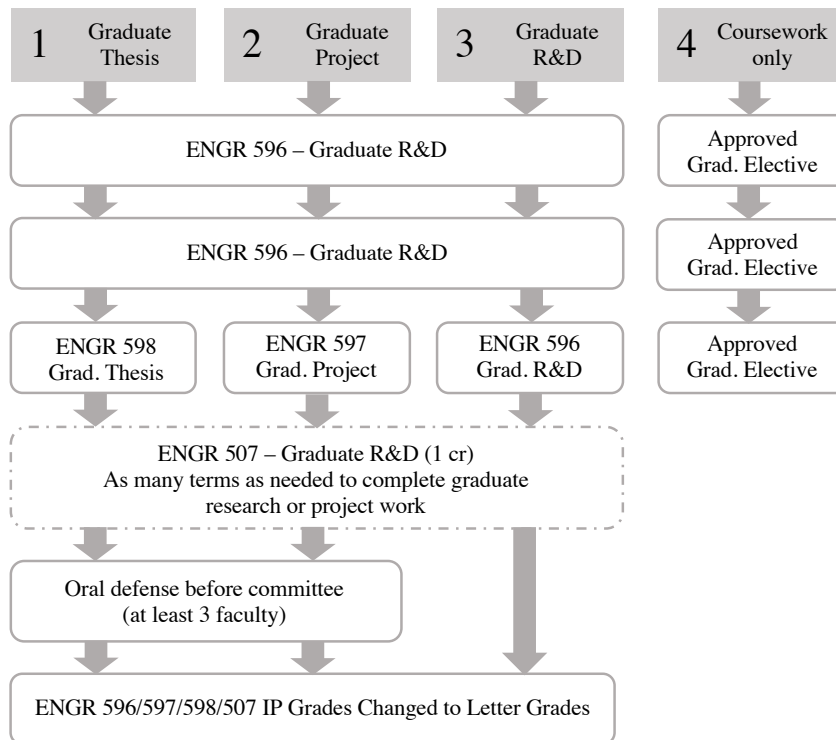 1 Graduate
Thesis
2 Graduate
Project
3 Graduate
R&D
4 Coursework
only
ENGR 596 – Graduate R&D
Approved
Grad. Elective
ENGR 596 – Graduate R&D
Approved
Grad. Elective
ENGR 598
Grad. Thesis
ENGR 597
Grad. Project
ENGR 596
Grad. R&D
Approved
Grad. Elective
ENGR 507 – Graduate R&D (1 cr)
As many terms as needed to complete graduate
research or project work
Oral defense before committee
(at least 3 faculty)
ENGR 596/597/598/507 IP Grades Changed to Letter Grades